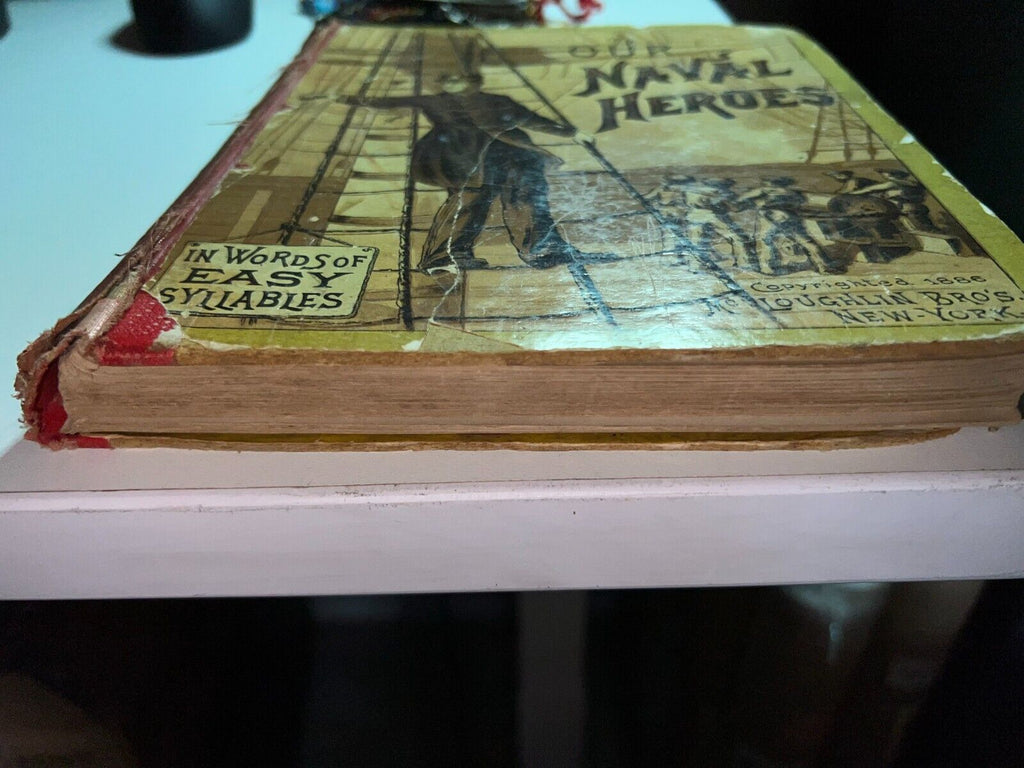 OUR
NAVAL
HEROES
IN WORDS OF
EASY
SYLLABLES
Copyrighted 1886
McLOUGHLIN BRO'S.
NEW-YORK.